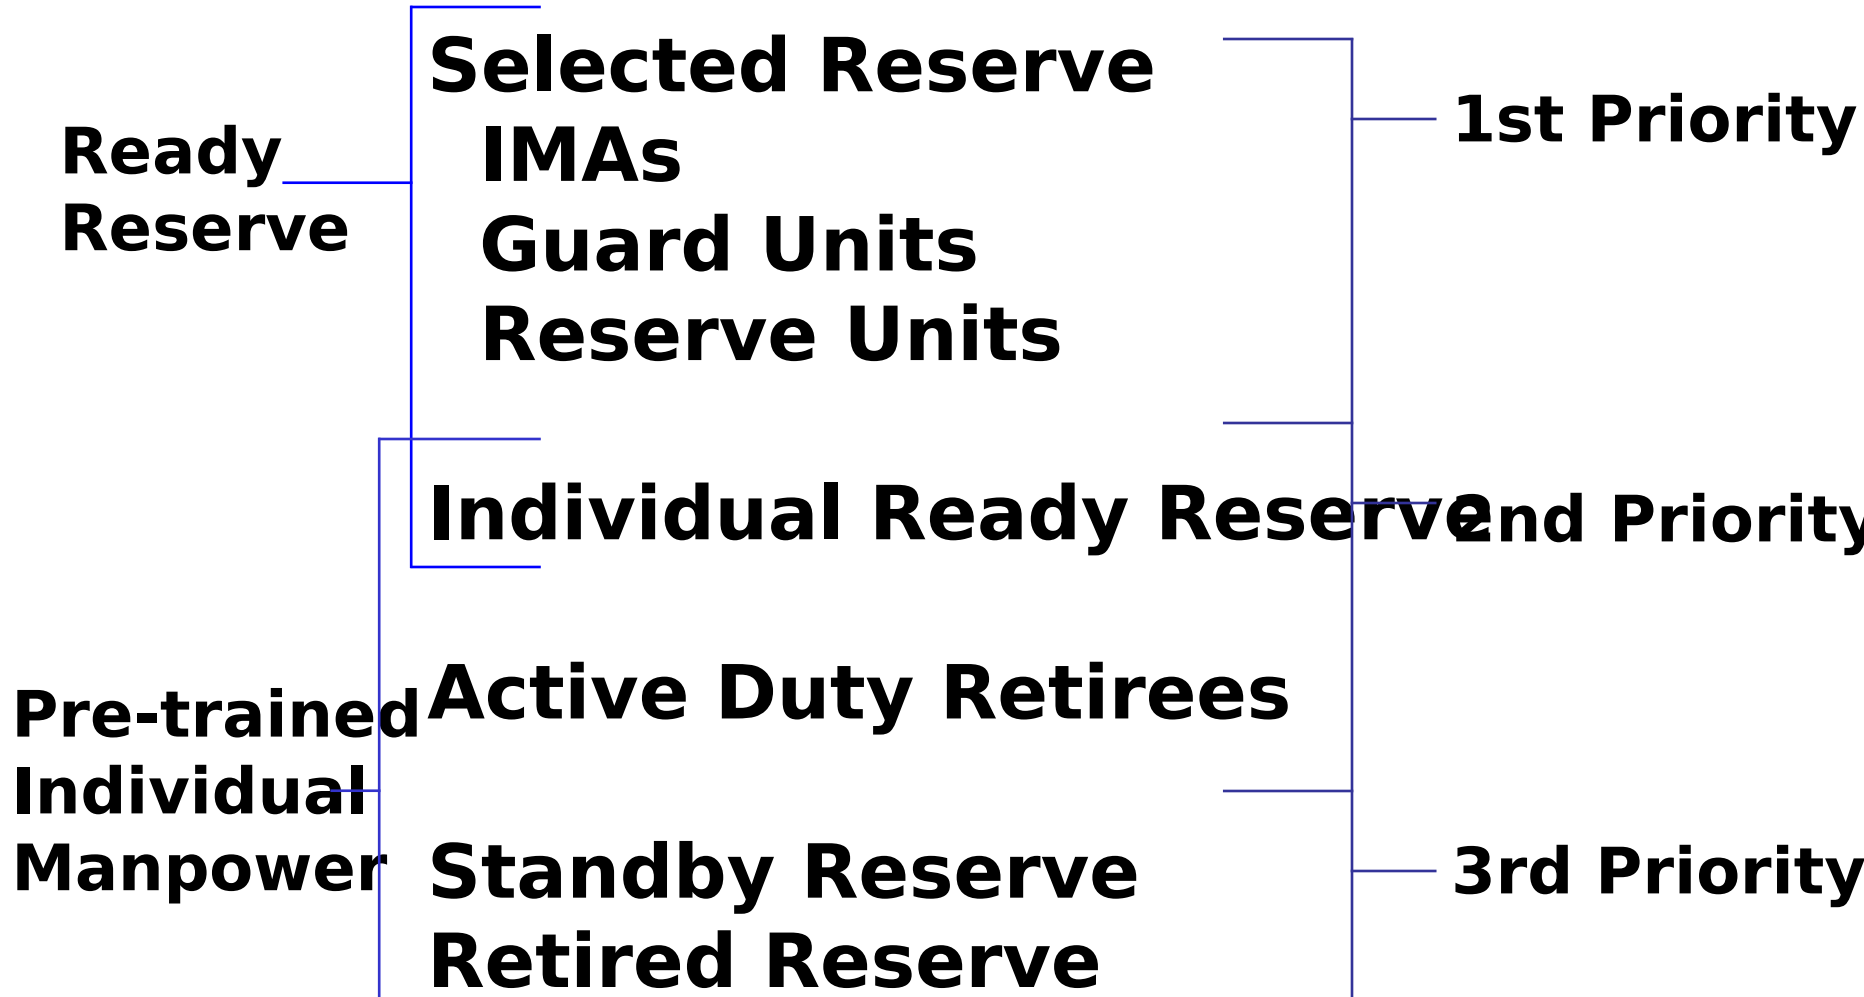 Selected Reserve
IMAs
Guard Units
Reserve Units
Individual Ready Reserve
Active Duty Retirees
Standby Reserve
Retired Reserve
Ready
Reserve
Pre-trained
Individual
Manpower
1st Priority
2nd Priority
3rd Priority